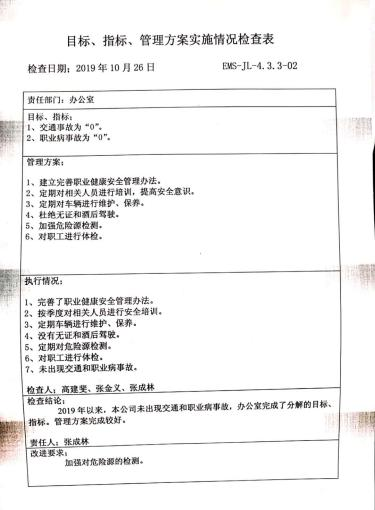 目标、指标、管理方案实施情况检查表
检查日期：2019年10月26日 EMS-JL-4.3.3-02
责任部门：办公室
目标、指标：
1、交通事故为“0”。
2、职业病事故为“0”。
管理方案：
1、建立完善职业健康安全管理办法。
2、定期对相关人员进行培训，提高安全意识。
3、定期对车辆进行维护、保养。
4、杜绝无证和酒后驾驶。
5、加强危险源检测。
6、对职工进行体检。
执行情况：
1、完善了职业健康安全管理办法。
2、按季度对相关人员进行安全培训。
3、定期车辆进行维护、保养。
4、没有无证和酒后驾驶。
5、定期对危险源检测。
6、对职工进行体检。
7、未出现交通和职业病事故。
检查人：高建斐、张金义、张成林
检查结论：
2019年以来，本公司未出现交通和职业病事故，办公室完成了分解的目标、
指标。管理方案完成较好。
责任人：张成林
改进要求：
加强对危险源的检测。